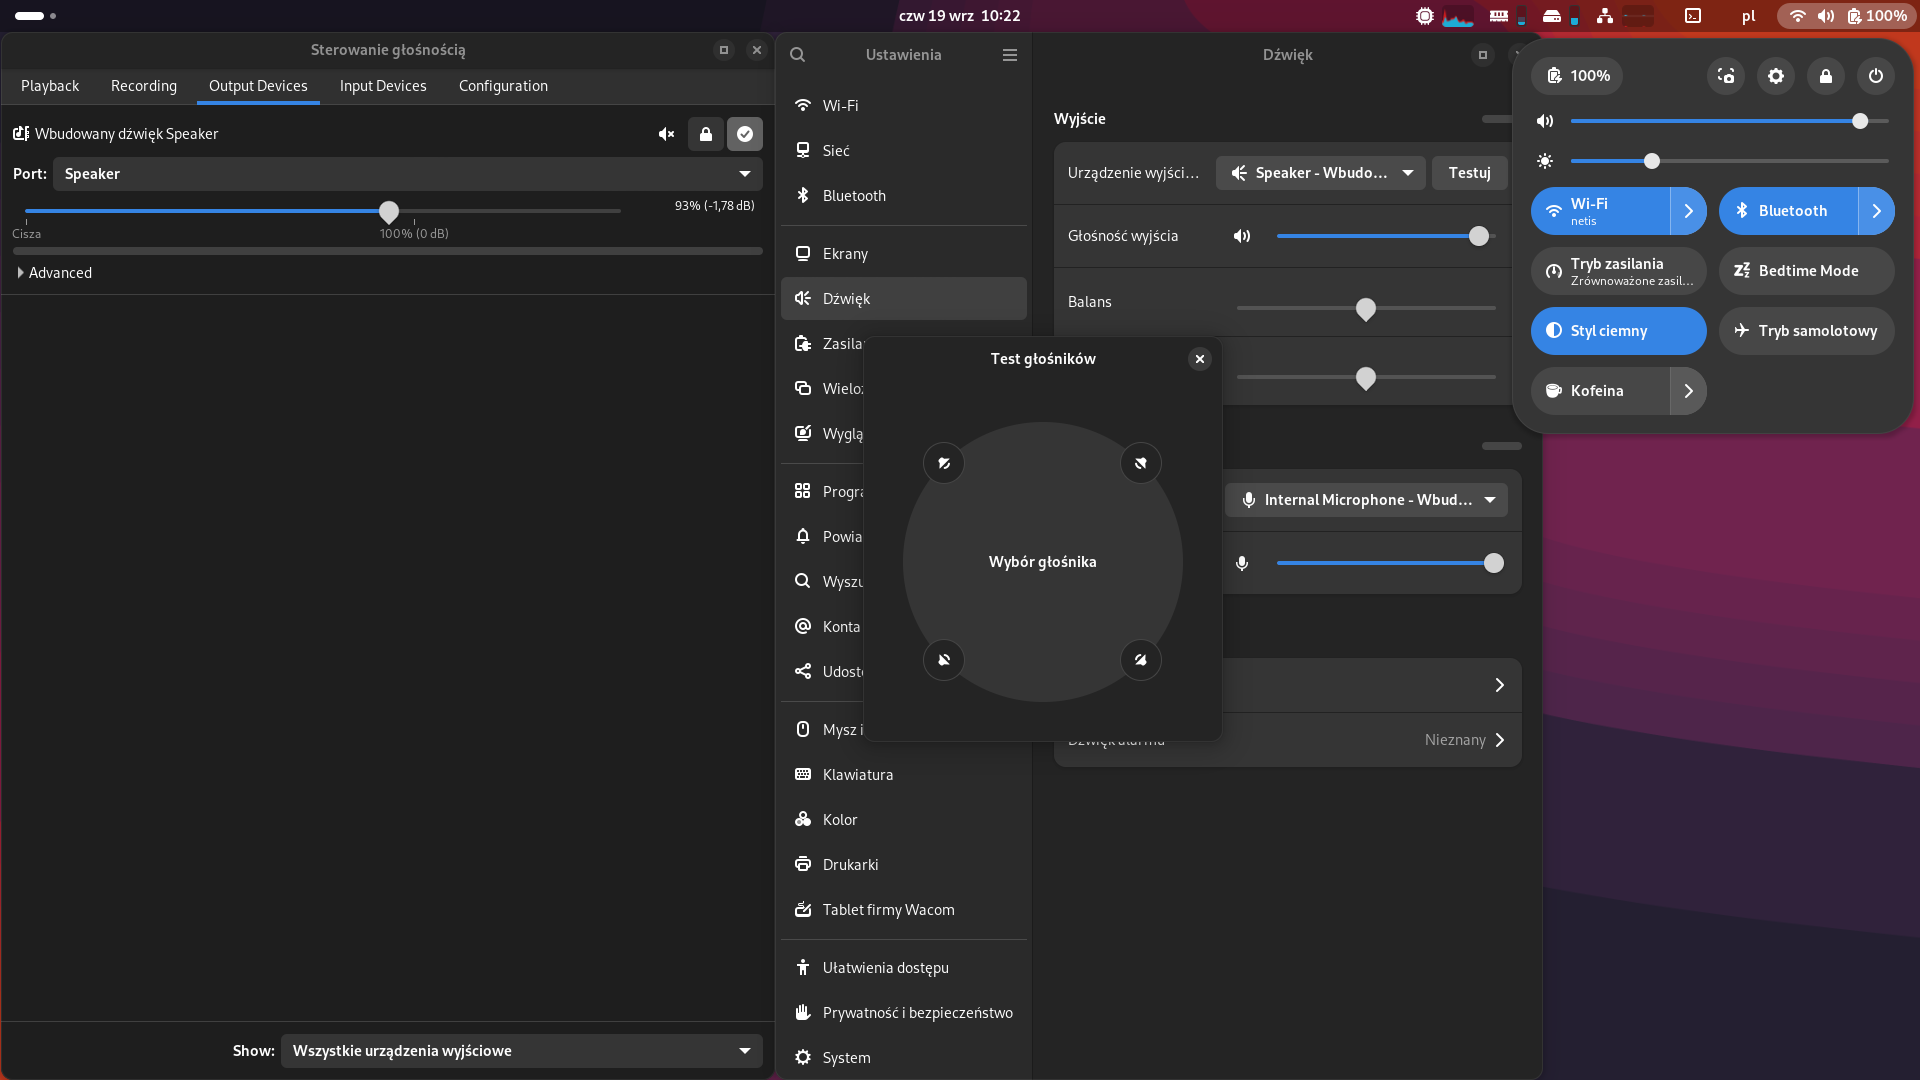 czw 19 wrz 10:22
pl
100%
Sterowanie głośnością
Playback
Recording
Output Devices
Input Devices
Configuration
Wbudowany dźwięk Speaker
Port:
Speaker
93% (-1,78 dB)
Cisza
100% (0 dB)
Advanced
Show:
Wszystkie urządzenia wyjściowe
Ustawienia
Wi-Fi
Sieć
Bluetooth
Ekrany
Dźwięk
Zasila
Wieloz
Wyglą
Progra
Powia
Wyszu
Konta
Udost
Mysz i
Klawiatura
Kolor
Drukarki
Tablet firmy Wacom
Ułatwienia dostępu
Prywatność i bezpieczeństwo
System
Dźwięk
Wyjście
Urządzenie wyjści...
Speaker - Wbudo...
Testuj
Głośność wyjścia
Balans
Internal Microphone - Wbud...
Dźwięk alarmu
Nieznany
Test głośników
Wybór głośnika
100%
Wi-Fi
netis
Bluetooth
Tryb zasilania
Zrównoważone zasil...
Bedtime Mode
Styl ciemny
Tryb samolotowy
Kofeina